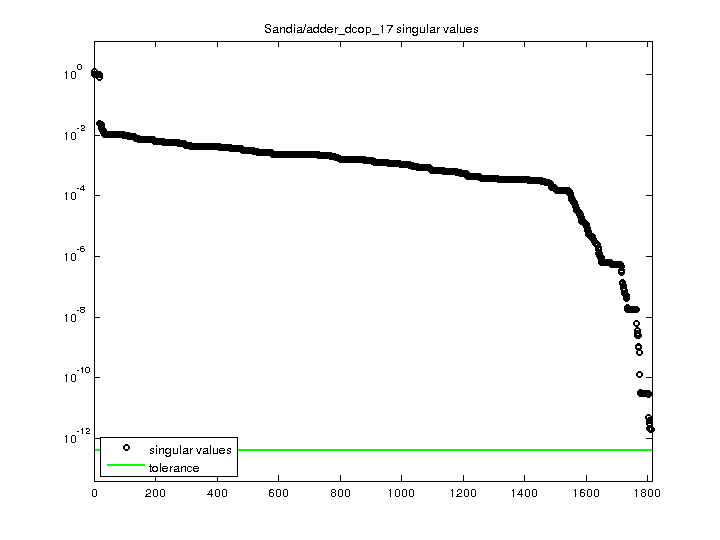 Sandia/adder_dcop_17 singular values
10^0
10^-2
10^-4
10^-6
10^-8
10^-10
10^-12
singular values
tolerance
0 200 400 600 800 1000 1200 1400 1600 1800